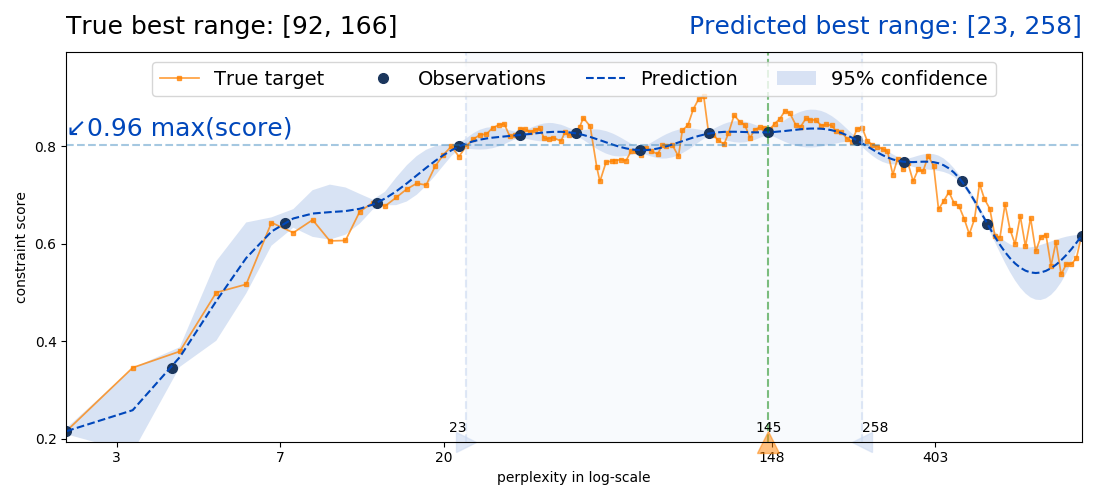 True best range: [92, 166]
Predicted best range: [23, 258]
True target
Observations
Prediction
95% confidence
↙0.96 max(score)
0.8
0.6
0.4
0.2
constraint score
23
145
258
3
7
20
148
403
perplexity in log-scale